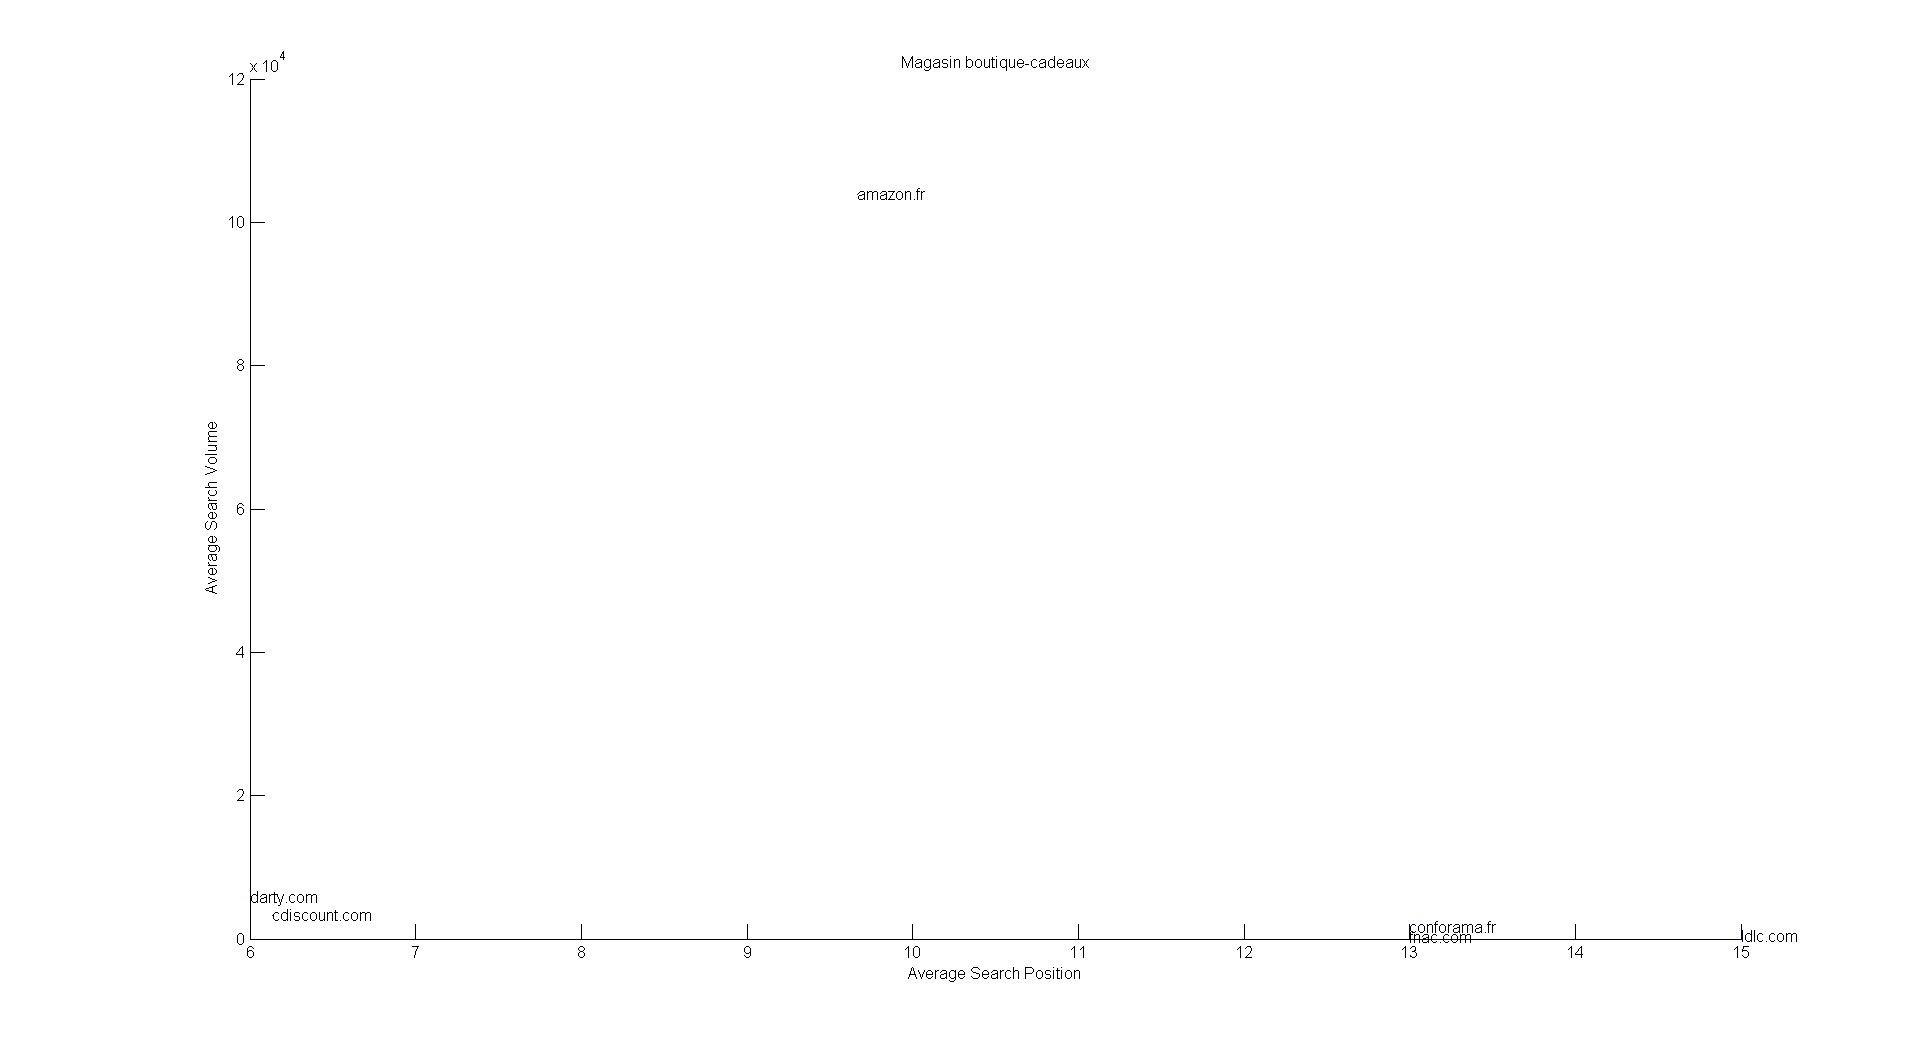 x 10^4
Magasin boutique-cadeaux
12
amazon.fr
10
8
Average Search Volume
6
4
2
darty.com
cdiscount.com
conforama.fr
fnac.com
ldlc.com
0
6 7 8 9 10 11 12 13 14 15
Average Search Position